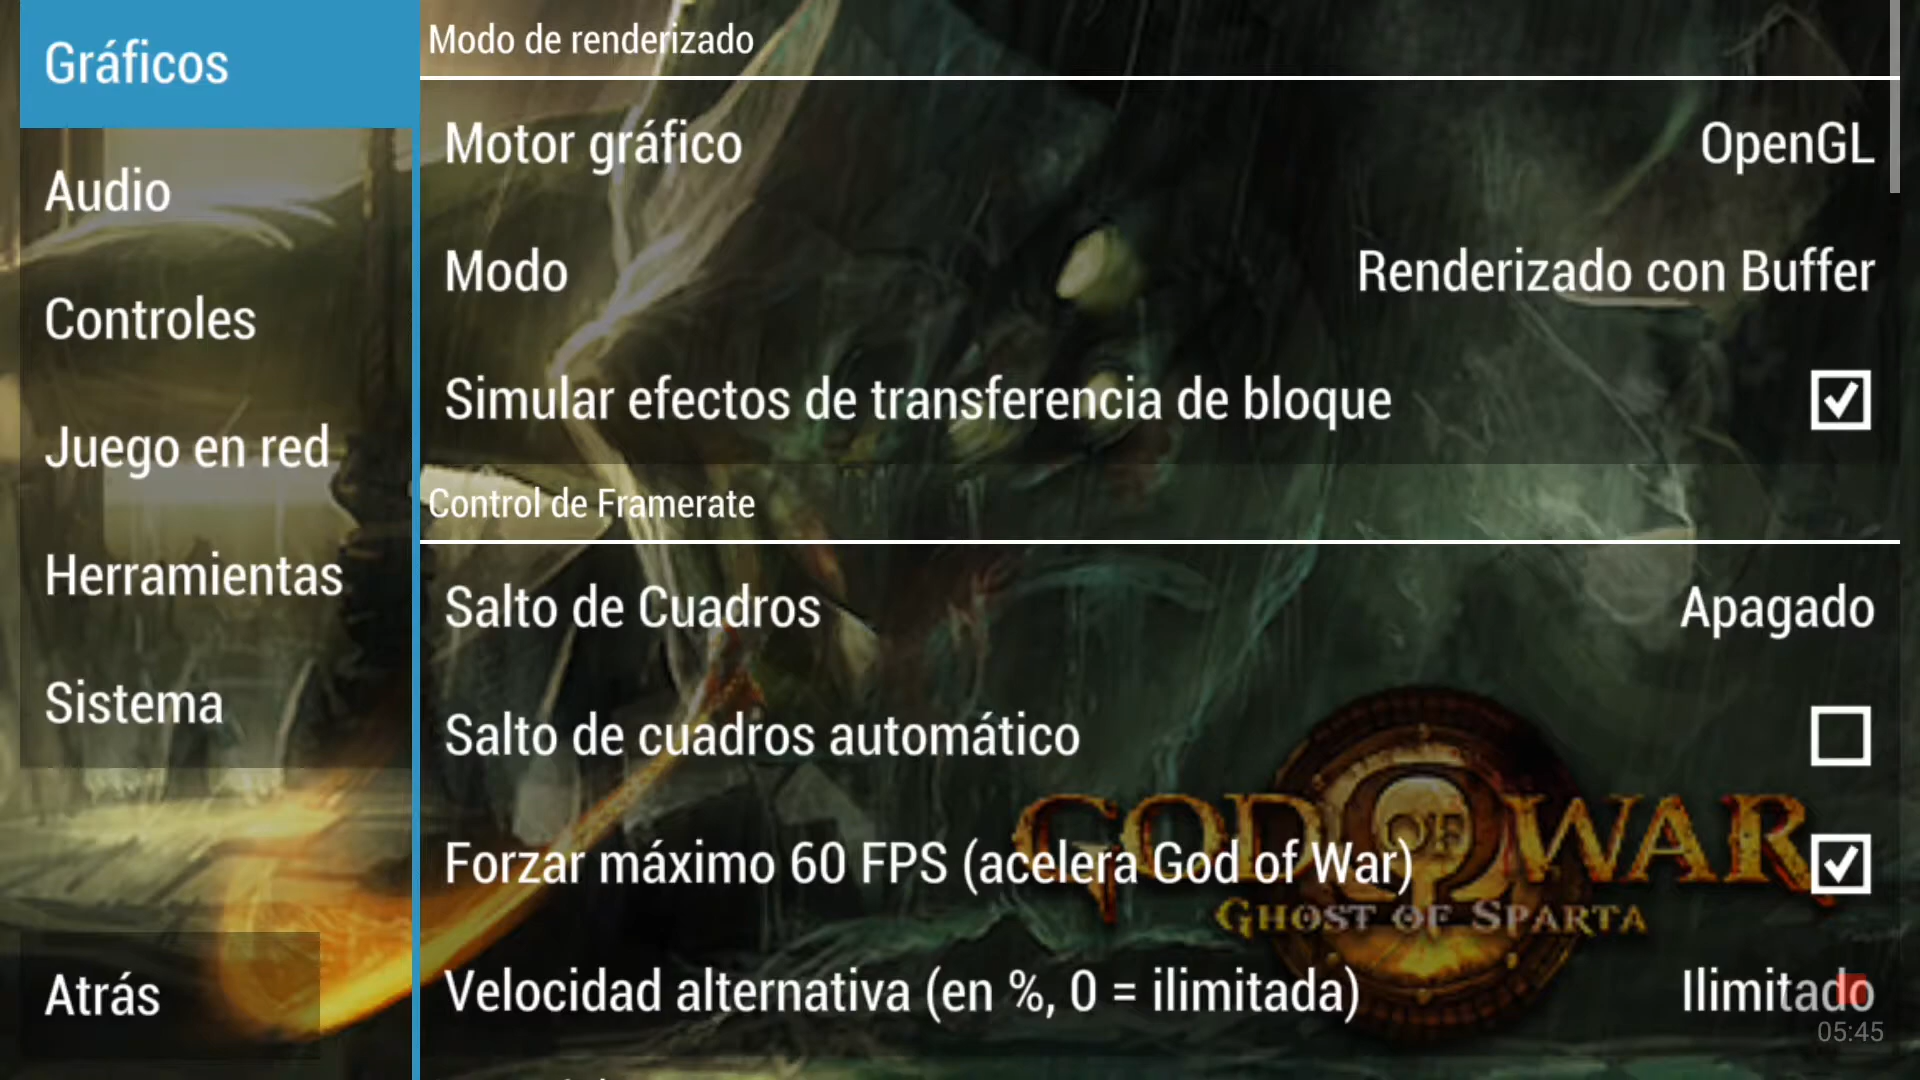 Gráficos
Audio
Controles
Juego en red
Herramientas
Sistema
Atrás
Modo de renderizado
Motor gráfico OpenGL
Modo Renderizado con Buffer
Simular efectos de transferencia de bloque
Control de Framerate
Salto de Cuadros Apagado
Salto de cuadros automático
Forzar máximo 60 FPS (acelera God of War)
Velocidad alternativa (en %, 0 = ilimitada) Ilimitado
GOD OF WAR
GHOST OF SPARTA
05:45